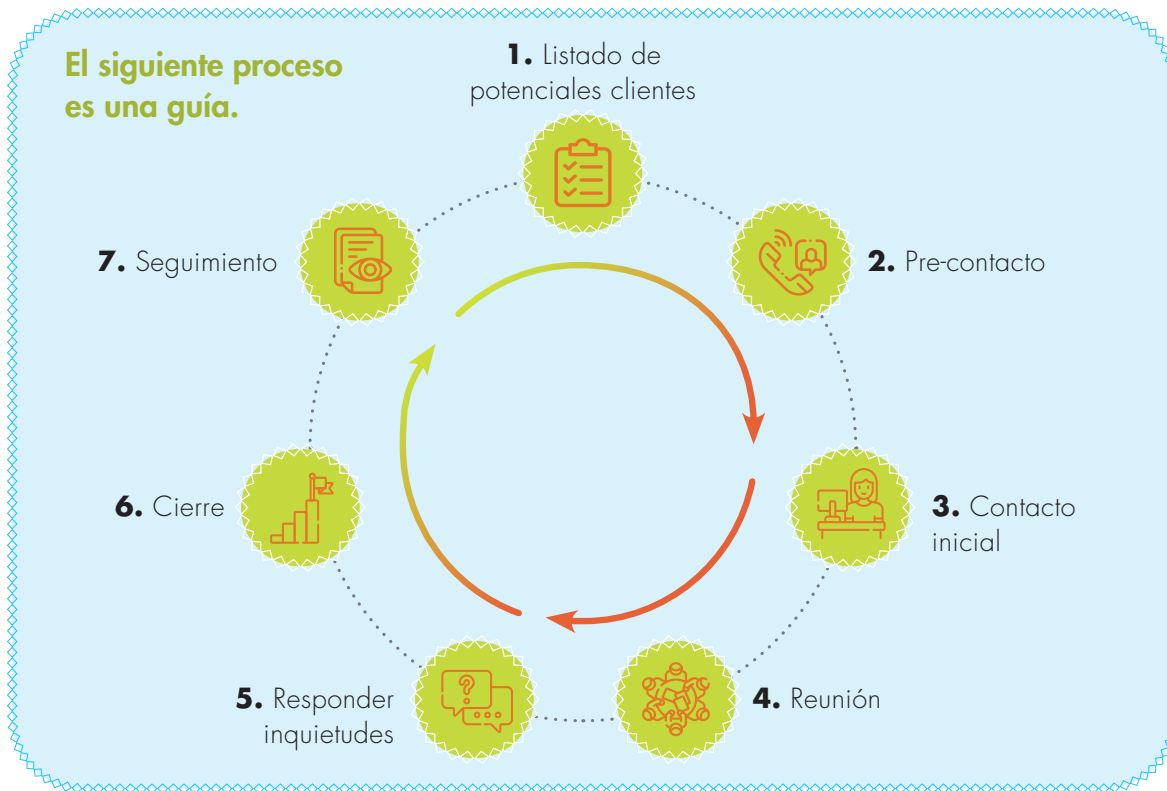 El siguiente proceso
es una guía.
1. Listado de
potenciales clientes
2. Pre-contacto
3. Contacto
inicial
4. Reunión
5. Responder
inquietudes
6. Cierre
7. Seguimiento